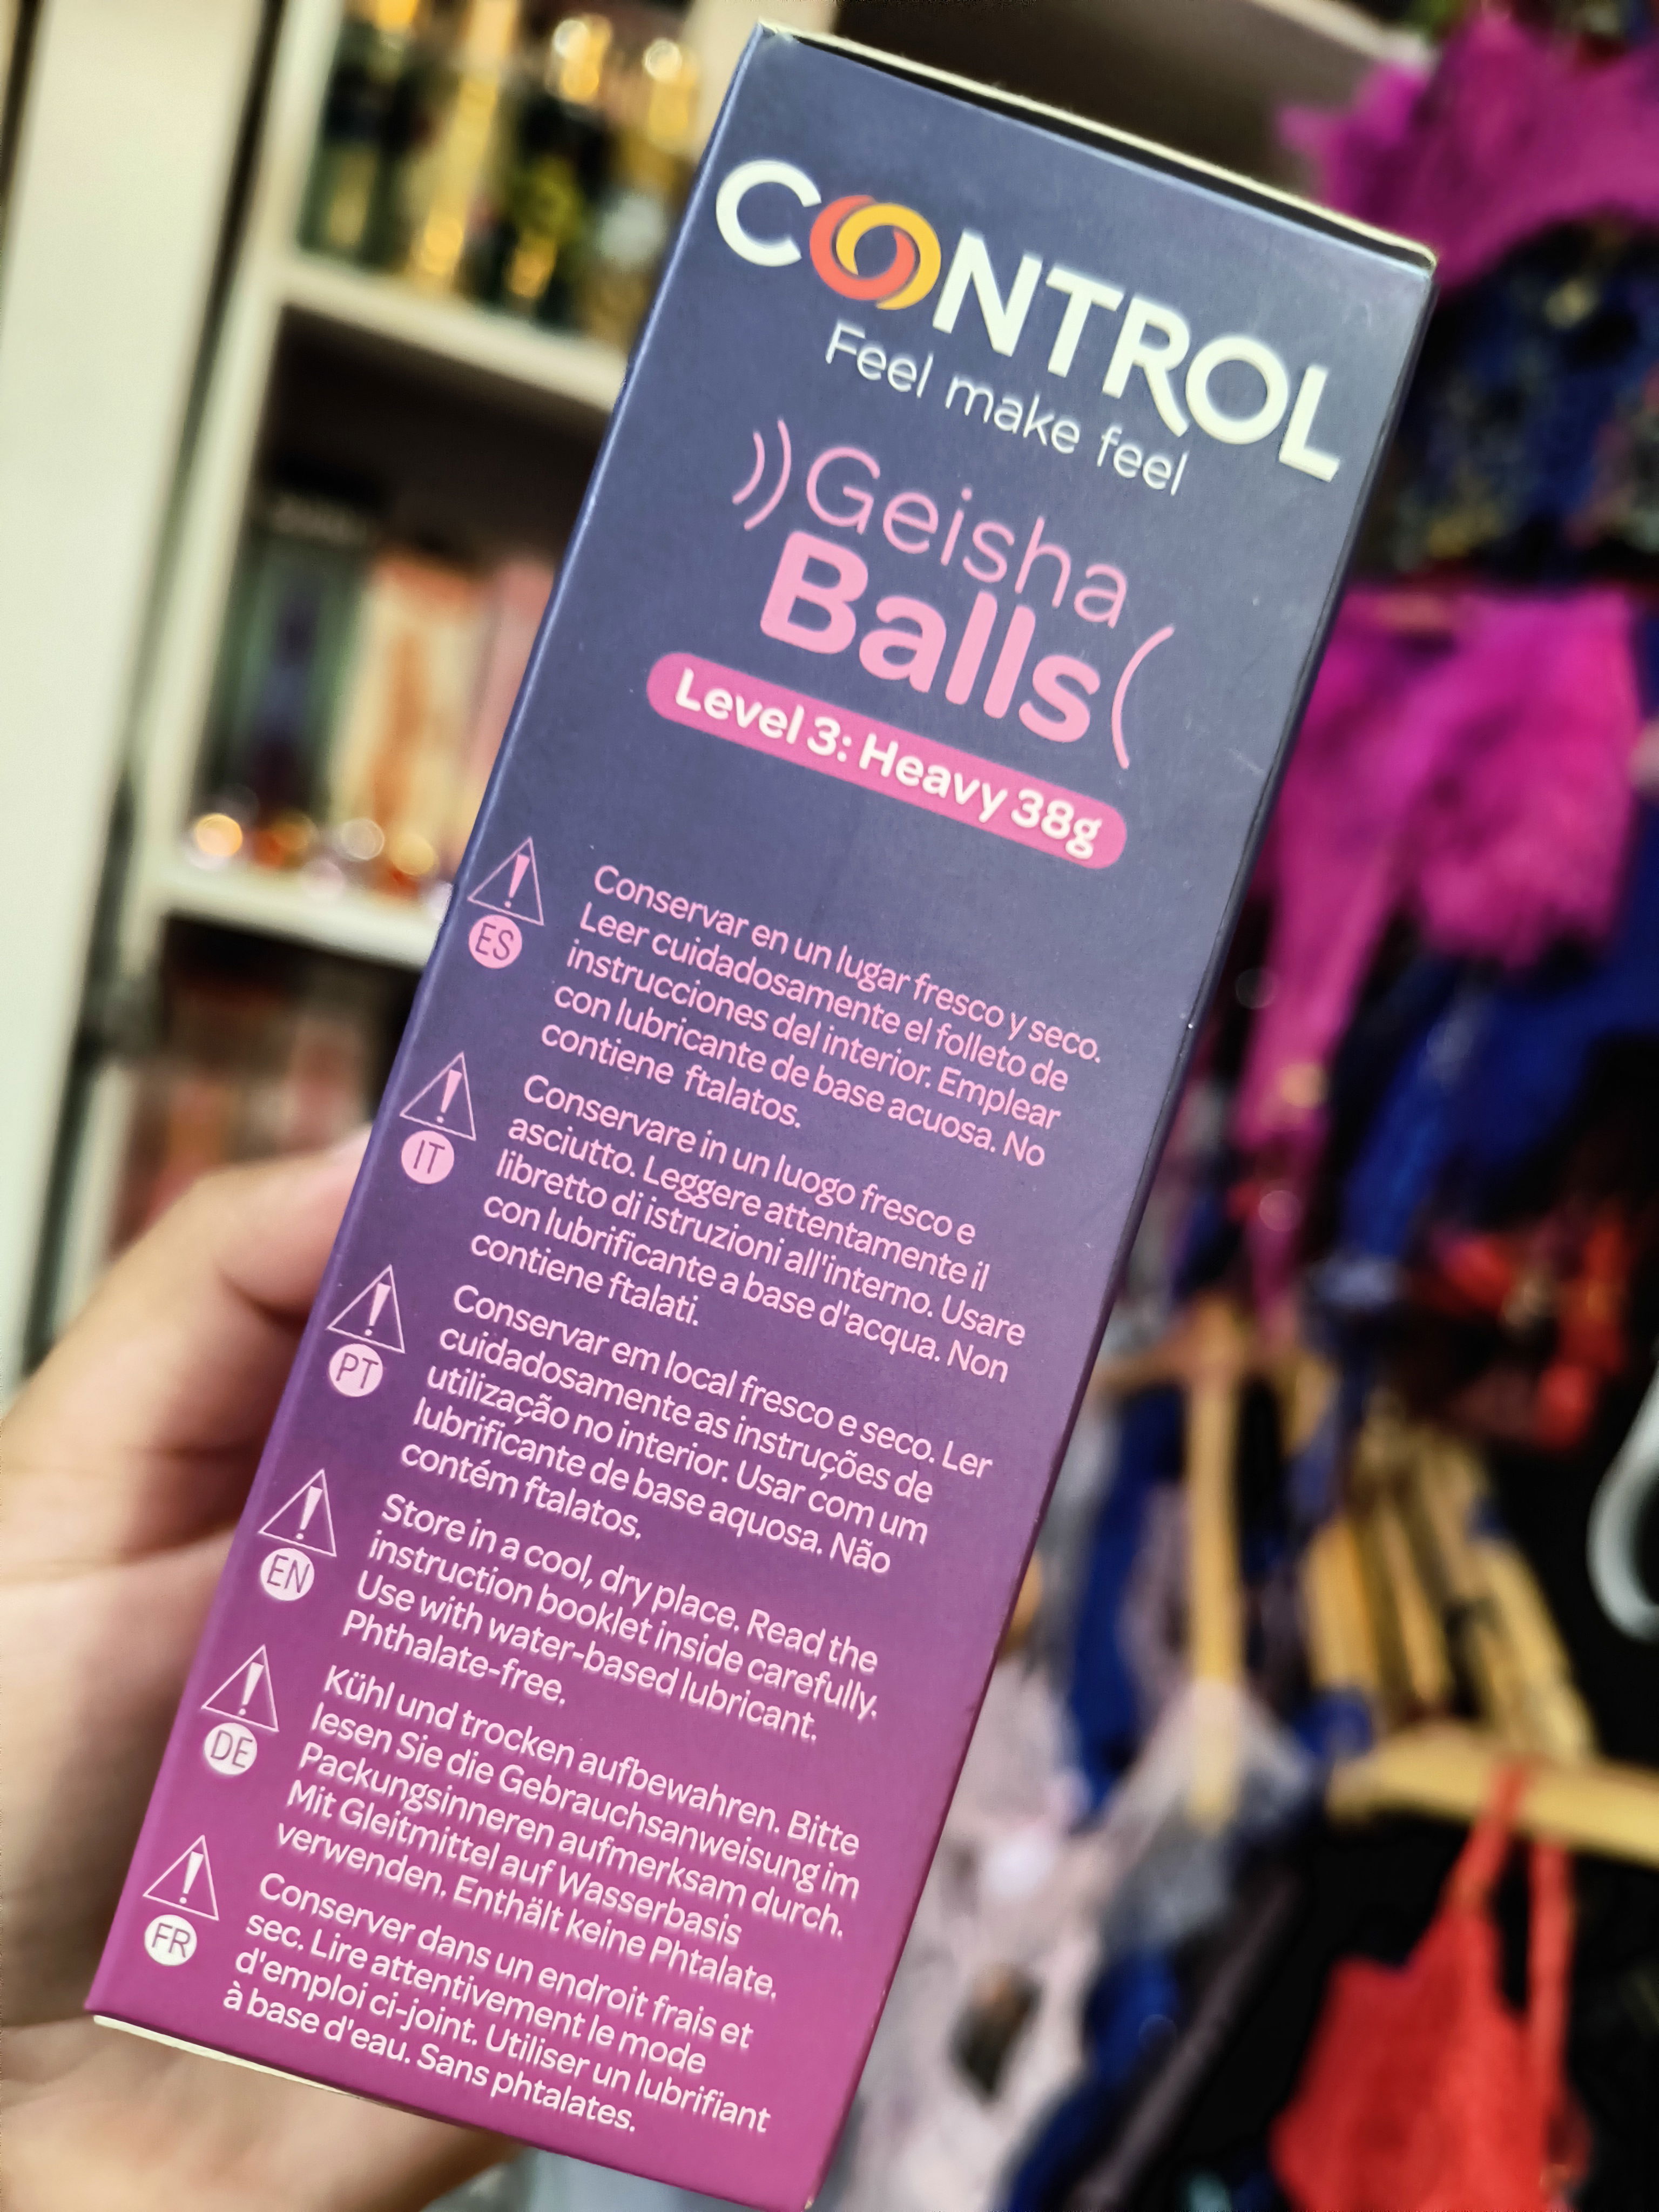 CONTROL
Feel make feel
Geisha
Balls
Level 3: Heavy 38g
ES
Conservar en un lugar fresco y seco.
Leer cuidadosamente el folleto de
instrucciones del interior. Emplear
con lubricante de base acuosa. No
contiene ftalatos.
IT
Conservare in un luogo fresco e
asciutto. Leggere attentamente il
libretto di istruzioni all'interno. Usare
con lubrificante a base d'acqua. Non
contiene ftalati.
PT
Conservar em local fresco e seco. Ler
cuidadosamente as instruções de
utilização no interior. Usar com um
lubrificante de base aquosa. Não
contém ftalatos.
EN
Store in a cool, dry place. Read the
instruction booklet inside carefully.
Use with water-based lubricant.
Phthalate-free.
DE
Kühl und trocken aufbewahren. Bitte
lesen Sie die Gebrauchsanweisung im
Packungsinneren aufmerksam durch.
Mit Gleitmittel auf Wasserbasis
verwenden. Enthält keine Phtalate.
FR
Conserver dans un endroit frais et
sec. Lire attentivement le mode
d'emploi ci-joint. Utiliser un lubrifiant
à base d'eau. Sans phtalates.